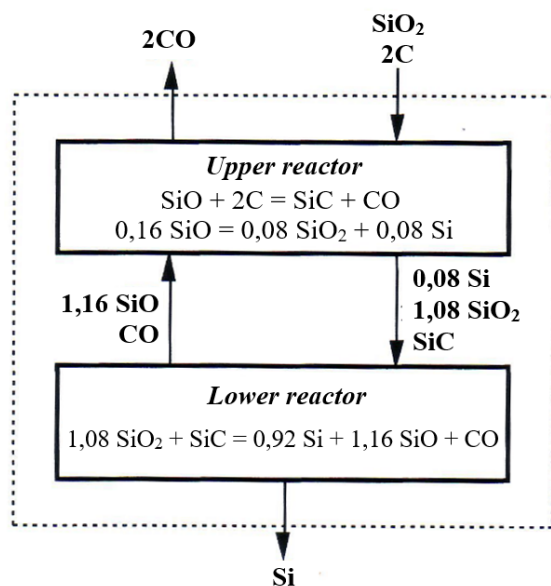 2CO
SiO₂
2C
Upper reactor
SiO + 2C = SiC + CO
0,16 SiO = 0,08 SiO₂ + 0,08 Si
1,16 SiO
CO
0,08 Si
1,08 SiO₂
SiC
Lower reactor
1,08 SiO₂ + SiC = 0,92 Si + 1,16 SiO + CO
Si